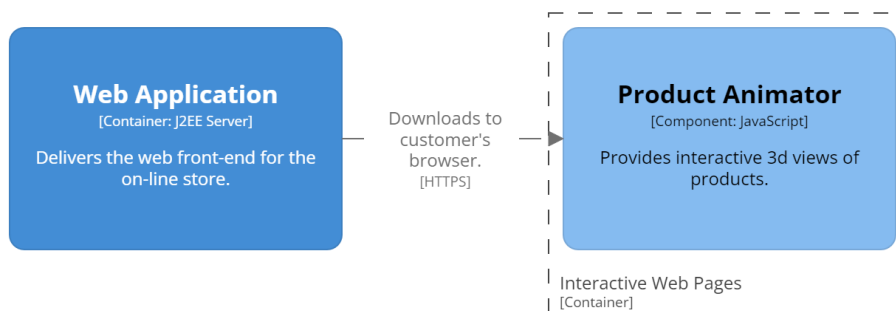 Web Application
[Container: J2EE Server]
Delivers the web front-end for the
on-line store.
Downloads to
customer's
browser.
[HTTPS]
Product Animator
[Component: JavaScript]
Provides interactive 3d views of
products.
Interactive Web Pages
[Container]